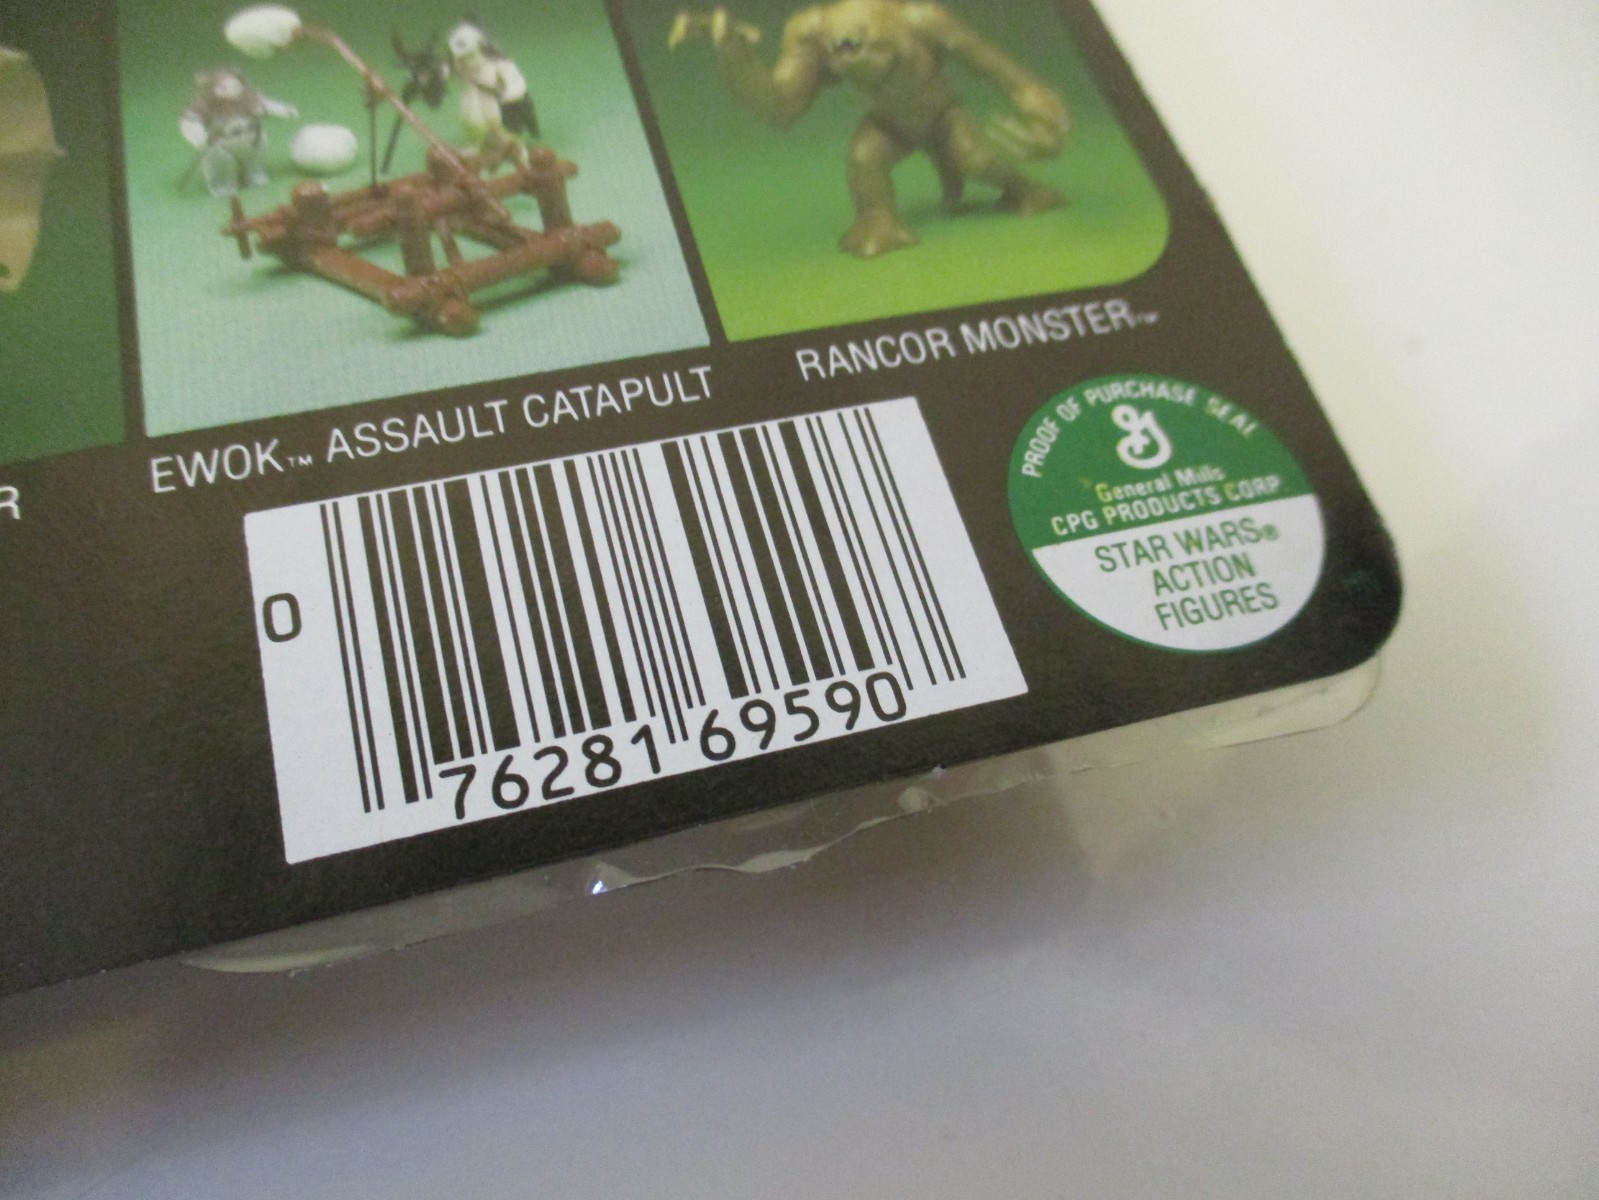 R
EWOK™ ASSAULT CATAPULT
RANCOR MONSTER™
0
76281 69590
PROOF OF PURCHASE SEAL
G
General Mills
CPG PRODUCTS CORP.
STAR WARS®
ACTION
FIGURES